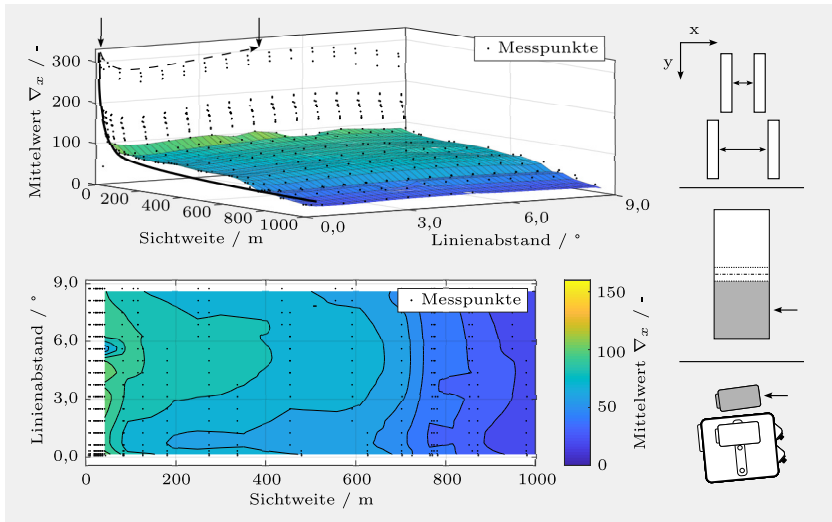 Mittelwert ∇x / -
300
200
100
0
200
400
600
800
1000
Sichtweite / m
0,0
3,0
6,0
9,0
Linienabstand / °
Messpunkte
x
y
Linienabstand / °
9,0
6,0
3,0
0,0
0
200
400
600
800
1000
Sichtweite / m
Messpunkte
150
100
50
0
Mittelwert ∇x / -